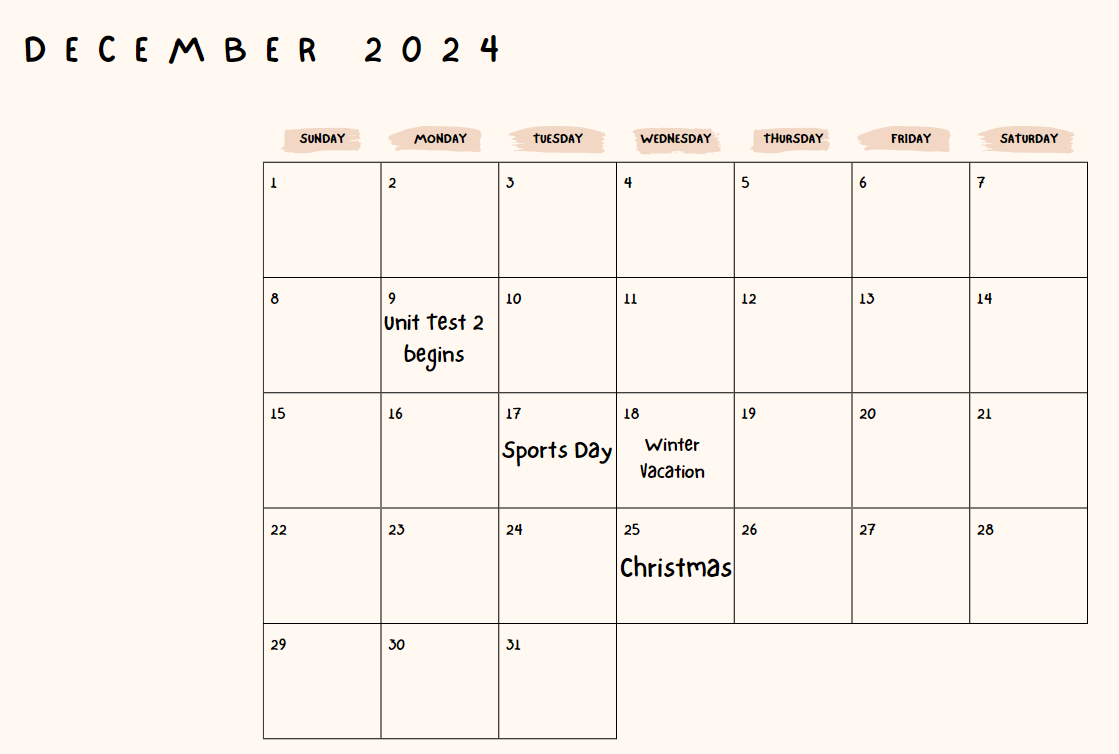 DECEMBER 2024
SUNDAY MONDAY TUESDAY WEDNESDAY THURSDAY FRIDAY SATURDAY
1 2 3 4 5 6 7
8 9 10 11 12 13 14
Unit Test 2
begins
15 16 17 18 19 20 21
Sports Day
Winter
Vacation
22 23 24 25 26 27 28
Christmas
29 30 31